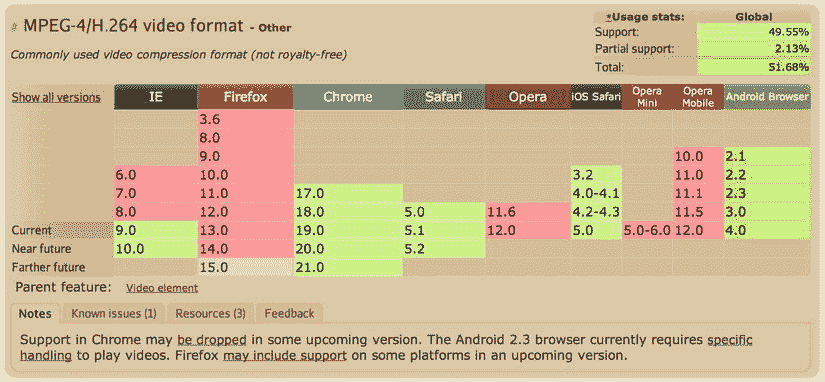 # MPEG-4/H.264 video format - Other
*Usage stats: Global
Support: 49.55%
Partial support: 2.13%
Total: 51.68%
Commonly used video compression format (not royalty-free)
Show all versions IE Firefox Chrome Safari Opera iOS Safari Opera Mini Opera Mobile Android Browser
3.6
8.0
9.0 10.0 2.1
6.0 10.0 3.2 11.0 2.2
7.0 11.0 17.0 4.0-4.1 11.1 2.3
8.0 12.0 18.0 5.0 11.6 4.2-4.3 11.5 3.0
Current 9.0 13.0 19.0 5.1 12.0 5.0 5.0-6.0 12.0 4.0
Near future 10.0 14.0 20.0 5.2
Farther future 15.0 21.0
Parent feature: Video element
Notes Known issues (1) Resources (3) Feedback
Support in Chrome may be dropped in some upcoming version. The Android 2.3 browser currently requires specific
handling to play videos. Firefox may include support on some platforms in an upcoming version.